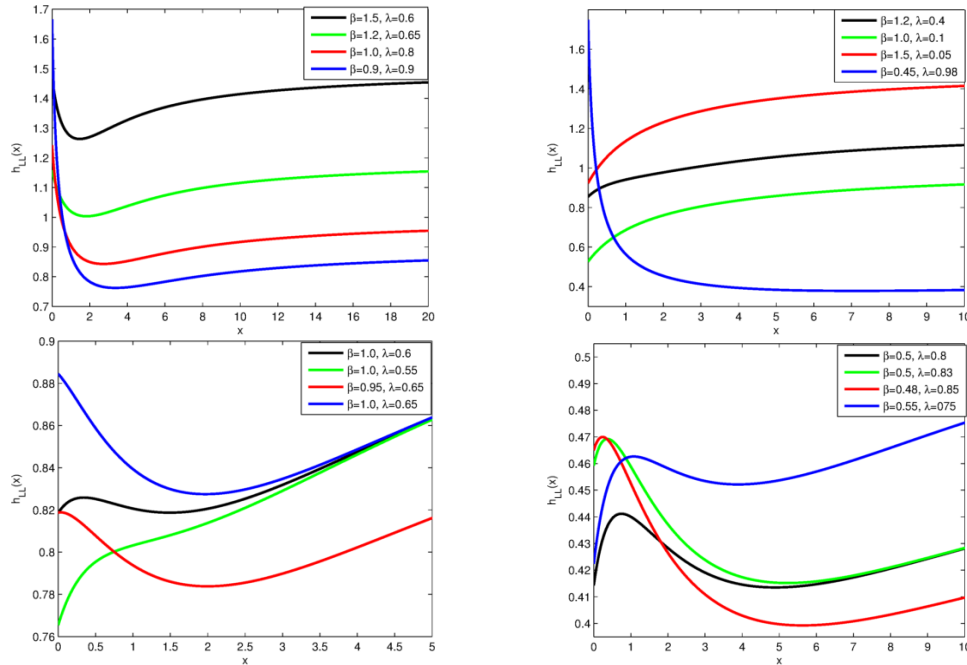 1.7
1.6
1.5
1.4
1.3
1.2
1.1
1
0.9
0.8
0.7
h_LL(x)
0 2 4 6 8 10 12 14 16 18 20
x
β=1.5, λ=0.6
β=1.2, λ=0.65
β=1.0, λ=0.8
β=0.9, λ=0.9
1.6
1.4
1.2
1
0.8
0.6
0.4
h_LL(x)
0 1 2 3 4 5 6 7 8 9 10
x
β=1.2, λ=0.4
β=1.0, λ=0.1
β=1.5, λ=0.05
β=0.45, λ=0.98
0.9
0.88
0.86
0.84
0.82
0.8
0.78
0.76
h_LL(x)
0 0.5 1 1.5 2 2.5 3 3.5 4 4.5 5
x
β=1.0, λ=0.6
β=1.0, λ=0.55
β=0.95, λ=0.65
β=1.0, λ=0.65
0.5
0.49
0.48
0.47
0.46
0.45
0.44
0.43
0.42
0.41
0.4
h_LL(x)
0 1 2 3 4 5 6 7 8 9 10
x
β=0.5, λ=0.8
β=0.5, λ=0.83
β=0.48, λ=0.85
β=0.55, λ=075